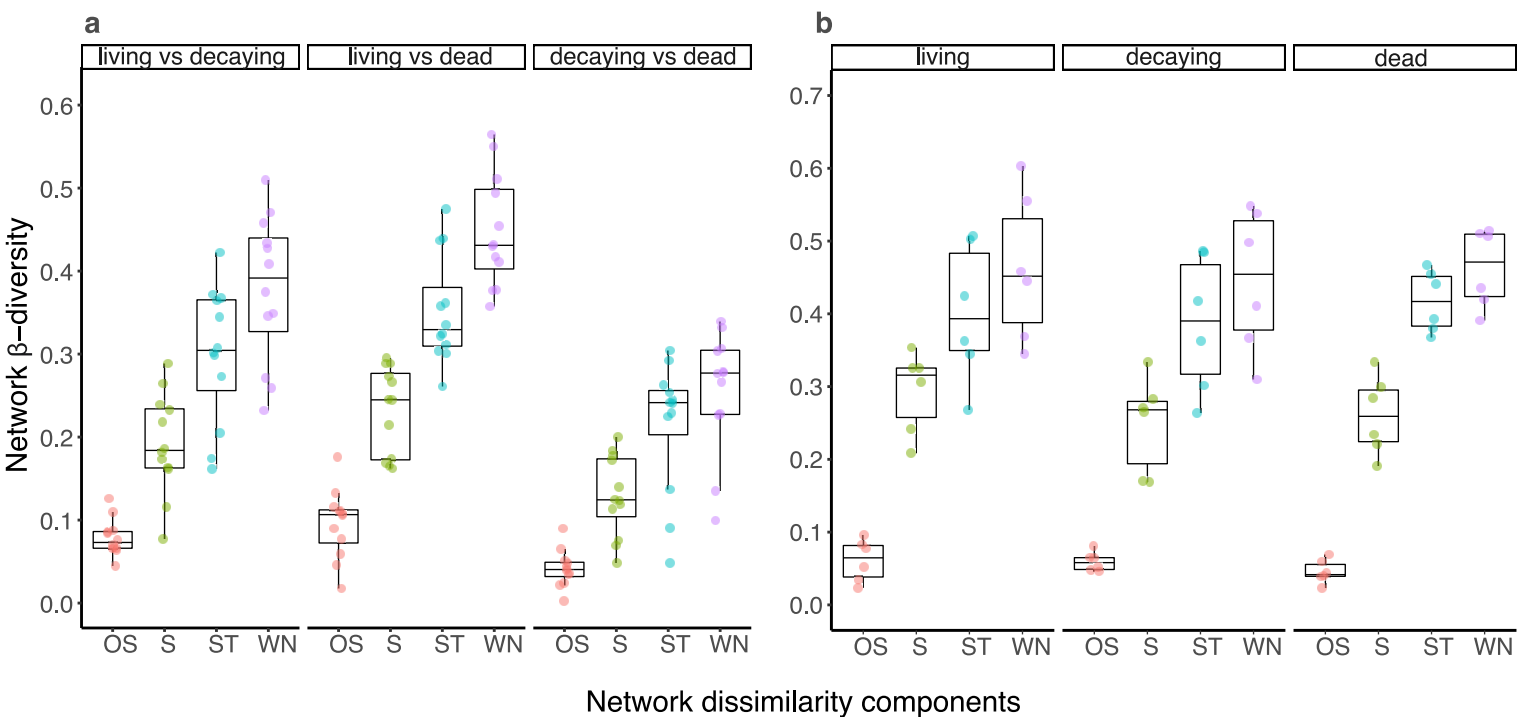 a
living vs decaying living vs dead decaying vs dead
Network β−diversity
0.6
0.5
0.4
0.3
0.2
0.1
0.0
OS S ST WN OS S ST WN OS S ST WN
b
living decaying dead
0.7
0.6
0.5
0.4
0.3
0.2
0.1
0.0
OS S ST WN OS S ST WN OS S ST WN
Network dissimilarity components